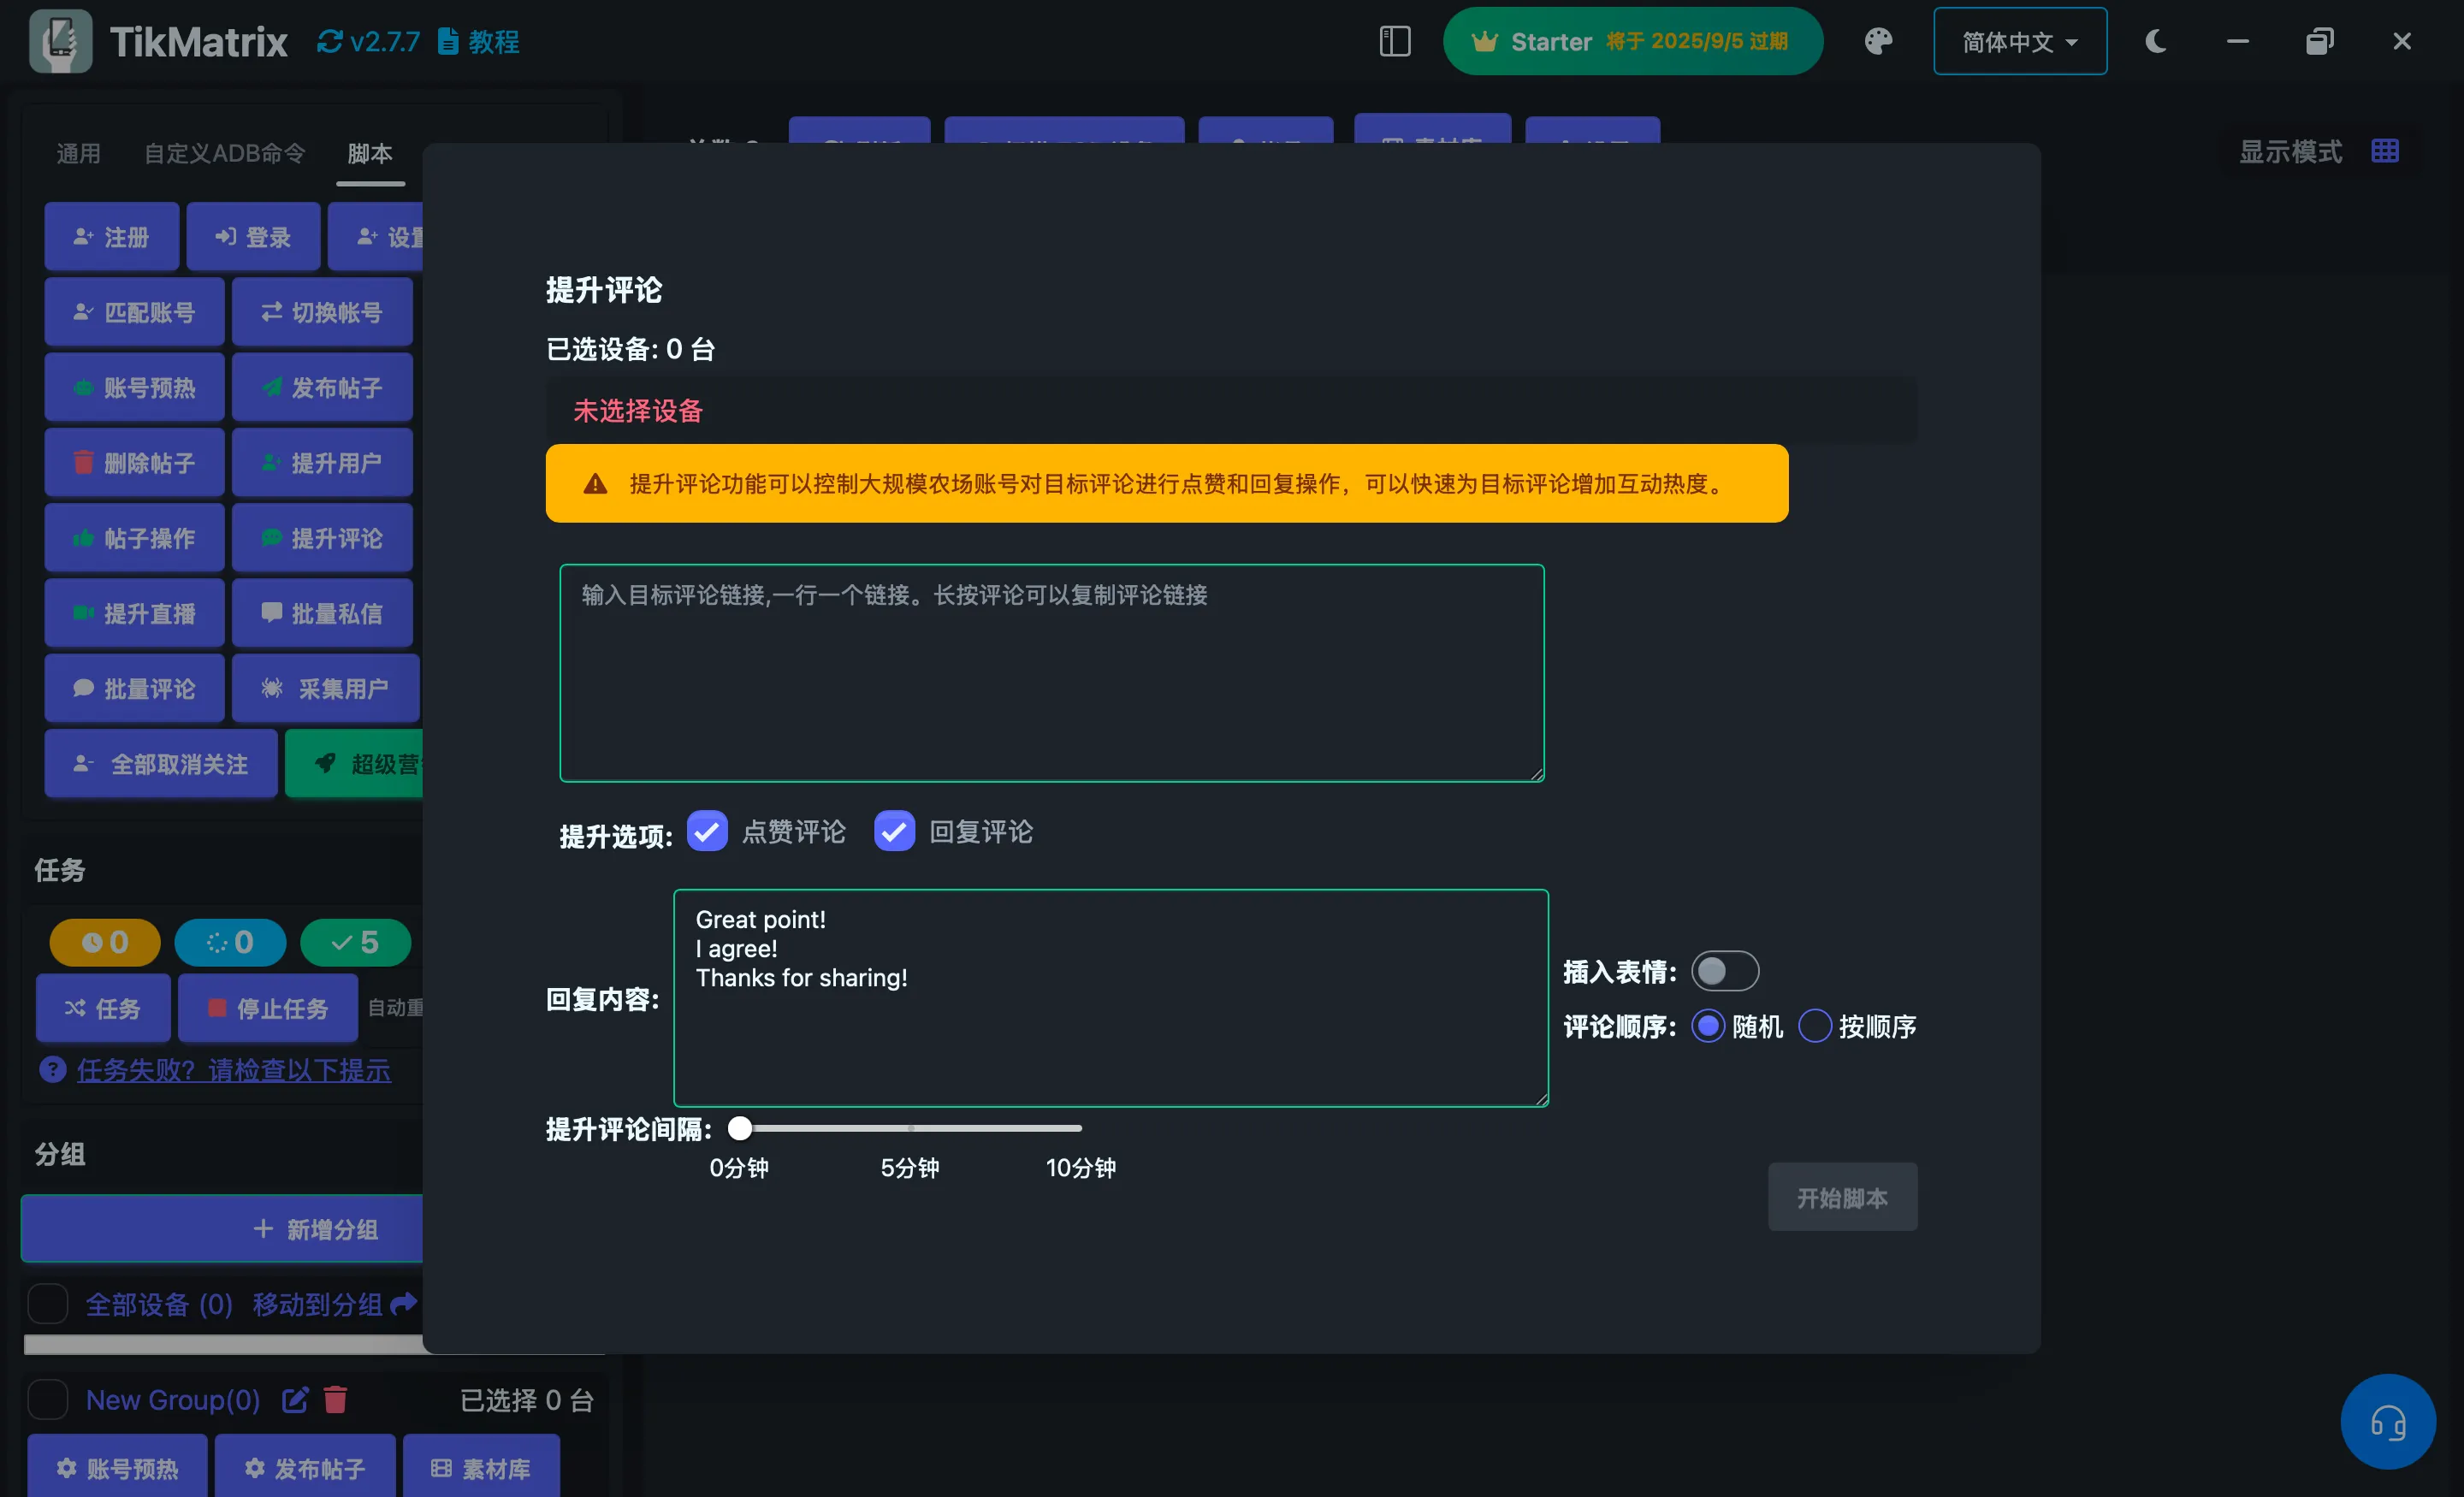 TikMatrix v2.7.7 教程
Starter 将于 2025/9/5 过期
简体中文
通用 自定义ADB命令 脚本
显示模式
注册 登录
匹配账号 切换帐号
账号预热 发布帖子
删除帖子 提升用户
帖子操作 提升评论
提升直播 批量私信
批量评论 采集用户
全部取消关注 超级营
任务
0 0 5
任务 停止任务 自动重
任务失败？请检查以下提示
分组
+ 新增分组
全部设备 (0) 移动到分组
New Group(0) 已选择 0 台
账号预热 发布帖子 素材库
提升评论
已选设备: 0 台
未选择设备
提升评论功能可以控制大规模农场账号对目标评论进行点赞和回复操作，可以快速为目标评论增加互动热度。
输入目标评论链接,一行一个链接。长按评论可以复制评论链接
提升选项: 点赞评论 回复评论
回复内容:
Great point!
I agree!
Thanks for sharing!
插入表情:
评论顺序: 随机 按顺序
提升评论间隔:
0分钟 5分钟 10分钟
开始脚本